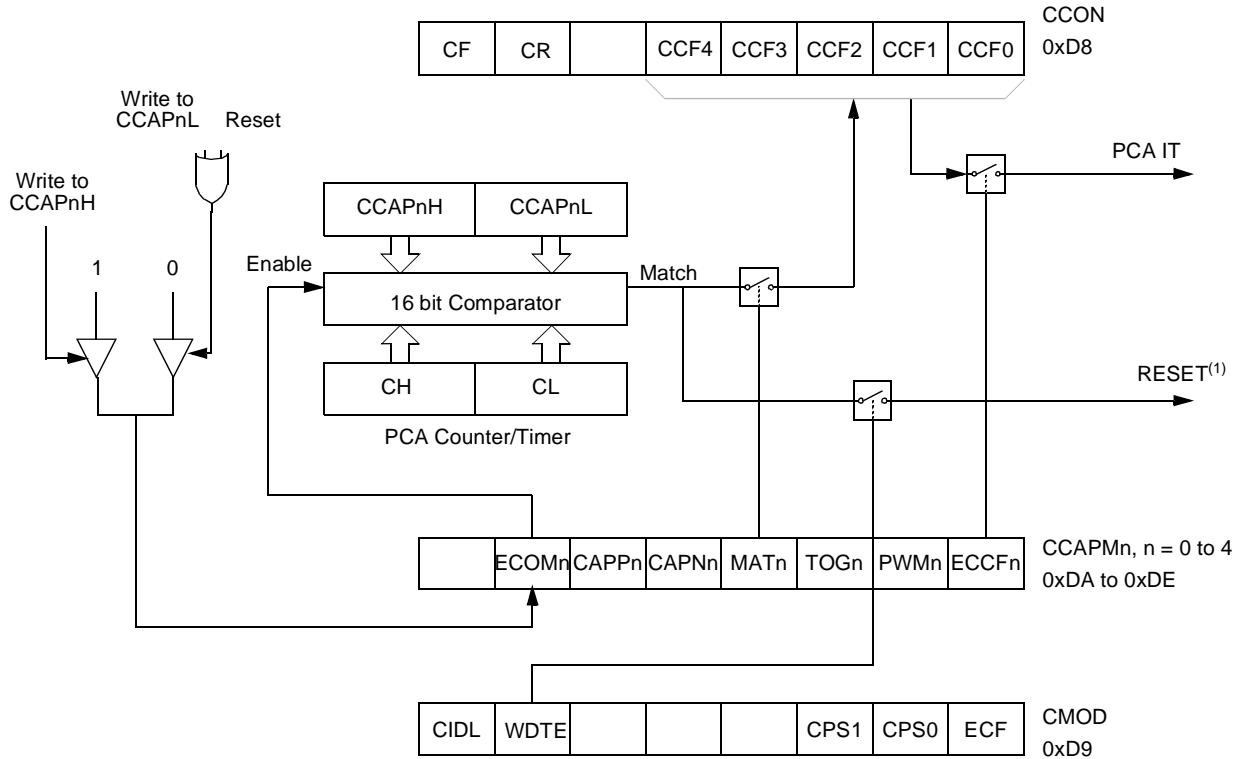 CCON
0xD8
CF CR CCF4 CCF3 CCF2 CCF1 CCF0
Write to
CCAPnL Reset
Write to
CCAPnH
PCA IT
CCAPnH CCAPnL
1 0
Enable
Match
16 bit Comparator
CH CL
PCA Counter/Timer
RESET(1)
ECOMn CAPPn CAPNn MATn TOGn PWMn ECCFn
CCAPMn, n = 0 to 4
0xDA to 0xDE
CIDL WDTE CPS1 CPS0 ECF
CMOD
0xD9